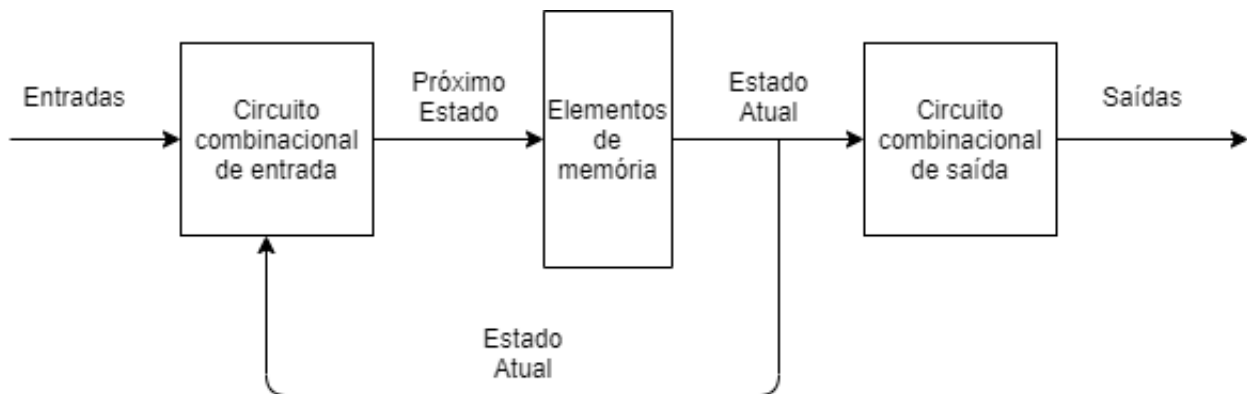 Entradas
Circuito
combinacional
de entrada
Próximo
Estado
Elementos
de
memória
Estado
Atual
Circuito
combinacional
de saída
Saídas
Estado
Atual